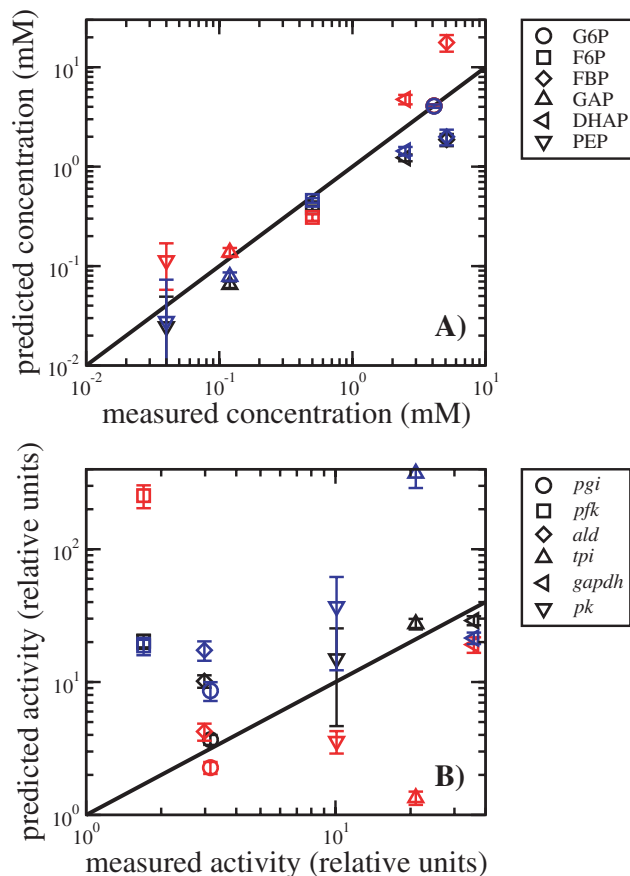 predicted concentration (mM)
10¹
10⁰
10⁻¹
10⁻²
10⁻² 10⁻¹ 10⁰ 10¹
measured concentration (mM)
A)
G6P
F6P
FBP
GAP
DHAP
PEP
predicted activity (relative units)
10²
10¹
10⁰
10⁰ 10¹
measured activity (relative units)
B)
pgi
pfk
ald
tpi
gapdh
pk